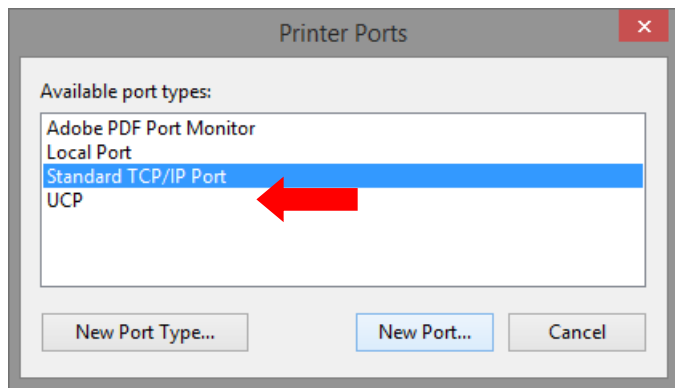 Printer Ports
Available port types:
Adobe PDF Port Monitor
Local Port
Standard TCP/IP Port
UCP
New Port Type... New Port... Cancel